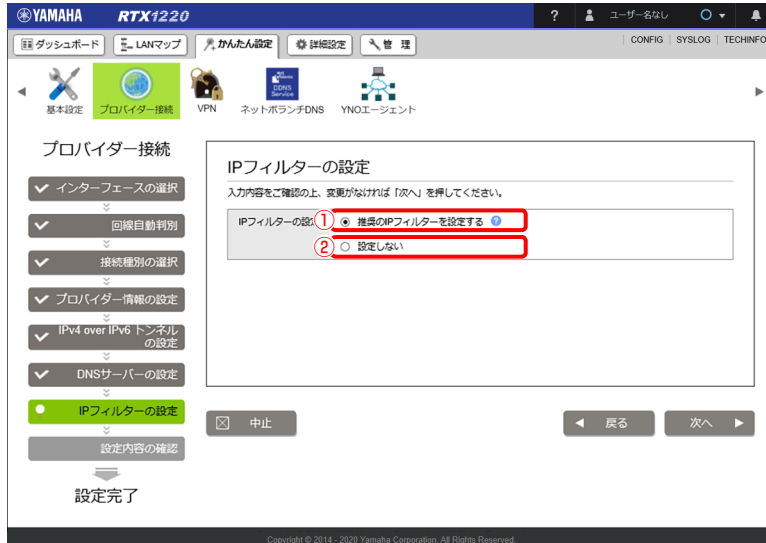 YAMAHA RTX1220 ? ユーザー名なし
ダッシュボード LANマップ かんたん設定 詳細設定 管 理 CONFIG SYSLOG TECHINFO
基本設定 プロバイダー接続 VPN DDNS Service ネットボランチDNS YNOエージェント
プロバイダー接続
インターフェースの選択
回線自動判別
接続種別の選択
プロバイダー情報の設定
IPv4 over IPv6 トンネル
の設定
DNSサーバーの設定
IPフィルターの設定
設定内容の確認
設定完了
IPフィルターの設定
入力内容をご確認の上、変更がなければ「次へ」を押してください。
IPフィルターの設定 ① 推奨のIPフィルターを設定する ?
② 設定しない
中止 戻る 次へ
Copyright © 2014 - 2020 Yamaha Corporation. All Rights Reserved.